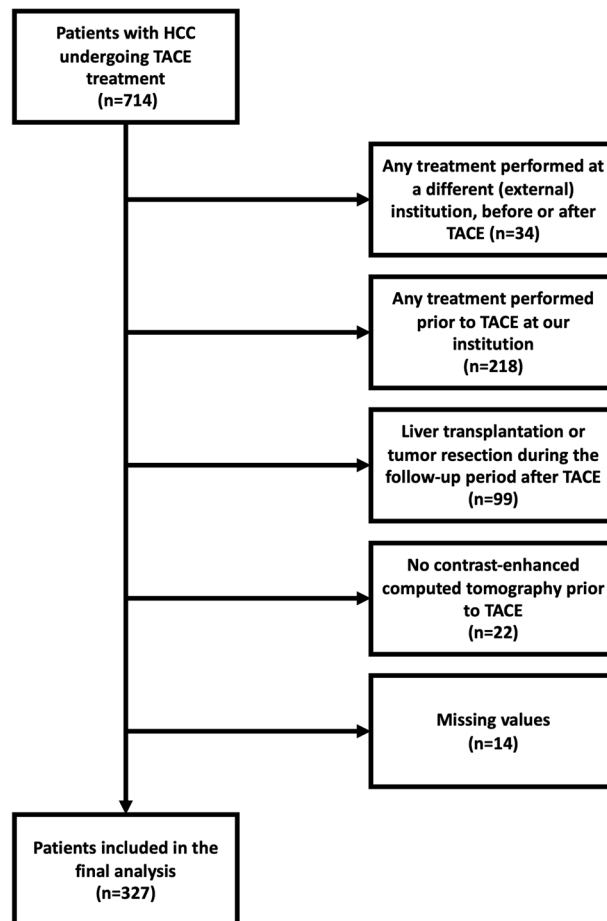 Patients with HCC
undergoing TACE
treatment
(n=714)
Any treatment performed at
a different (external)
institution, before or after
TACE (n=34)
Any treatment performed
prior to TACE at our
institution
(n=218)
Liver transplantation or
tumor resection during the
follow-up period after TACE
(n=99)
No contrast-enhanced
computed tomography prior
to TACE
(n=22)
Missing values
(n=14)
Patients included in the
final analysis
(n=327)